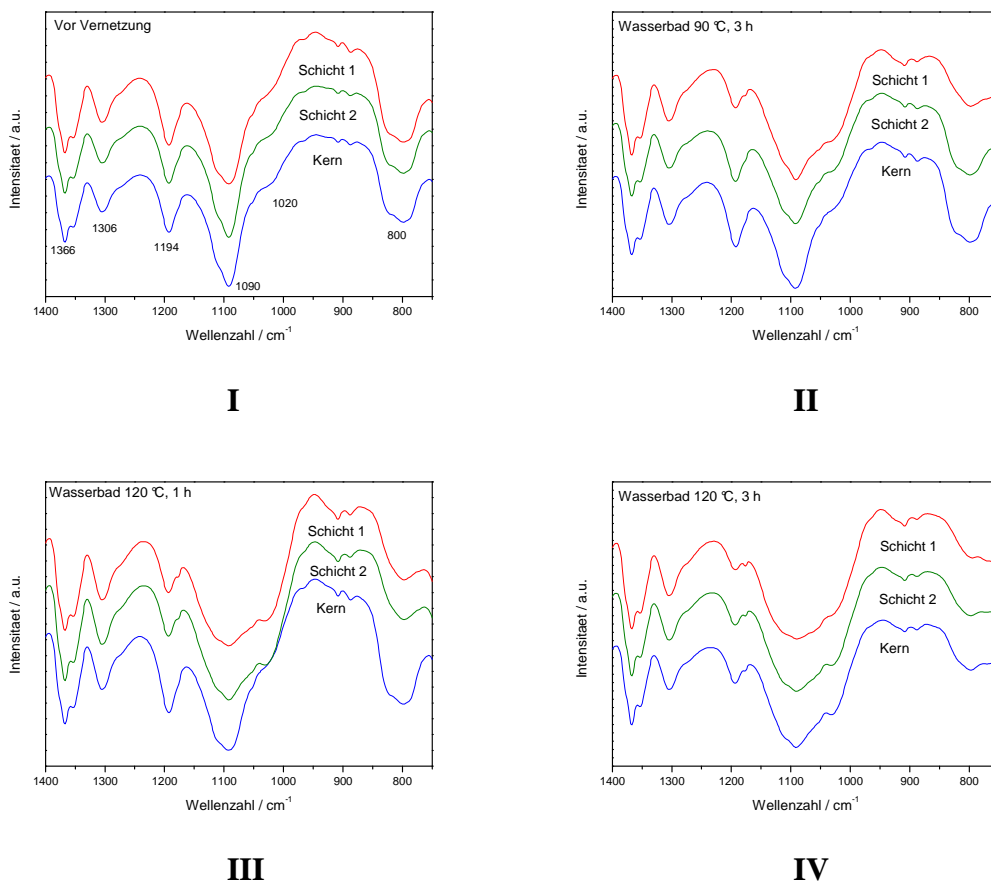 Vor Vernetzung
Schicht 1
Schicht 2
Kern
1366
1306
1194
1090
1020
800
Intensitaet / a.u.
1400 1300 1200 1100 1000 900 800
Wellenzahl / cm-1
I
Wasserbad 90 °C, 3 h
Schicht 1
Schicht 2
Kern
Intensitaet / a.u.
1400 1300 1200 1100 1000 900 800
Wellenzahl / cm-1
II
Wasserbad 120 °C, 1 h
Schicht 1
Schicht 2
Kern
Intensitaet / a.u.
1400 1300 1200 1100 1000 900 800
Wellenzahl / cm-1
III
Wasserbad 120 °C, 3 h
Schicht 1
Schicht 2
Kern
Intensitaet / a.u.
1400 1300 1200 1100 1000 900 800
Wellenzahl / cm-1
IV